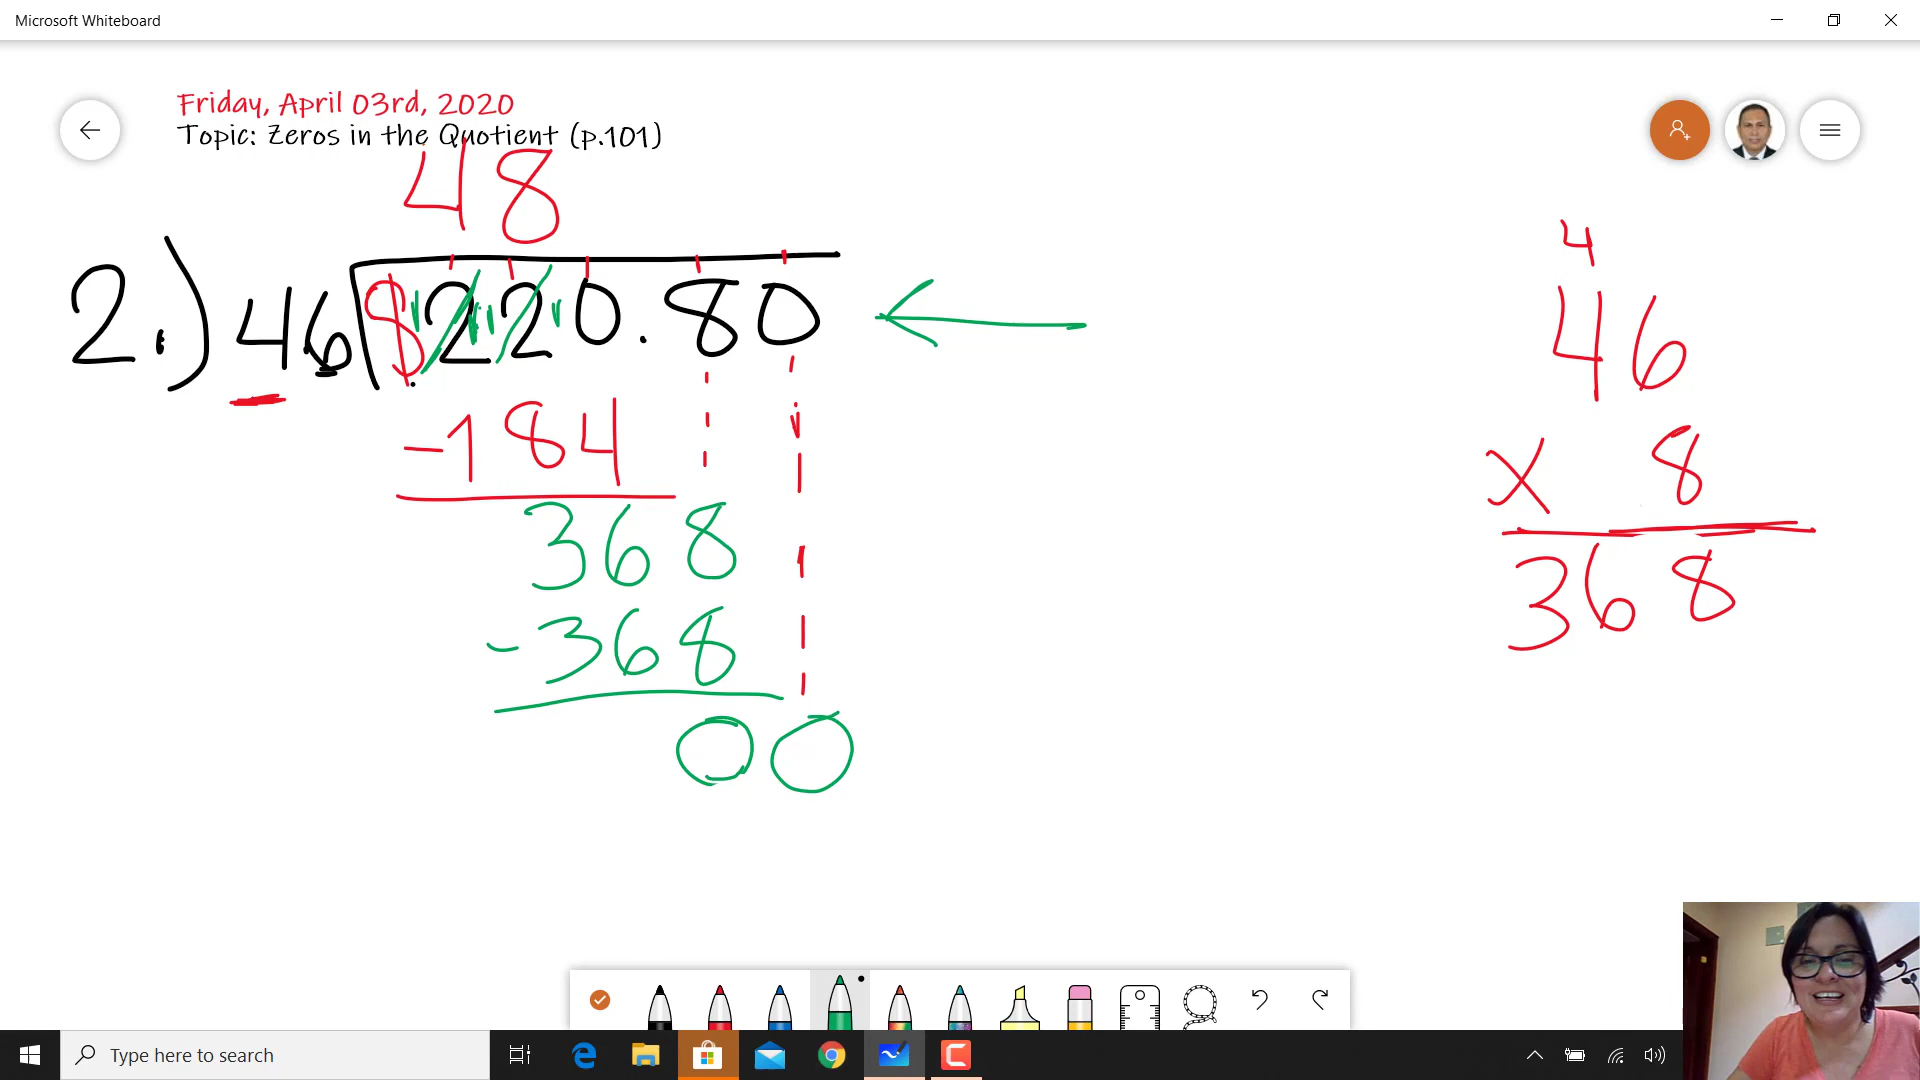 Microsoft Whiteboard
Friday, April 03rd, 2020
Topic: Zeros in the Quotient (p.101)
48
2.) 46 $220.80
-184
368
-368
00
4
46
x 8
368
Type here to search